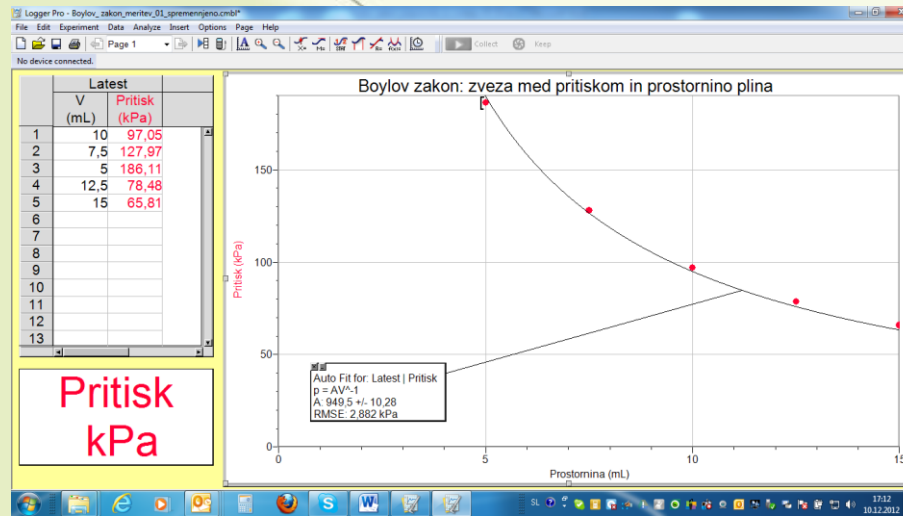 Logger Pro - Boylov_ zakon_meritev_01_spremennjeno.cmbl*
File Edit Experiment Data Analyze Insert Options Page Help
Page 1
Collect
Keep
No device connected.
Latest
V Pritisk
(mL) (kPa)
1 10 97,05
2 7,5 127,97
3 5 186,11
4 12,5 78,48
5 15 65,81
6
7
8
9
10
11
12
13
Pritisk
kPa
Boylov zakon: zveza med pritiskom in prostornino plina
Pritisk (kPa)
150
100
50
0
Auto Fit for: Latest | Pritisk
p = AV^-1
A: 949,5 +/- 10,28
RMSE: 2,882 kPa
0 5 10 15
Prostornina (mL)
SL
17:12
10.12.2012